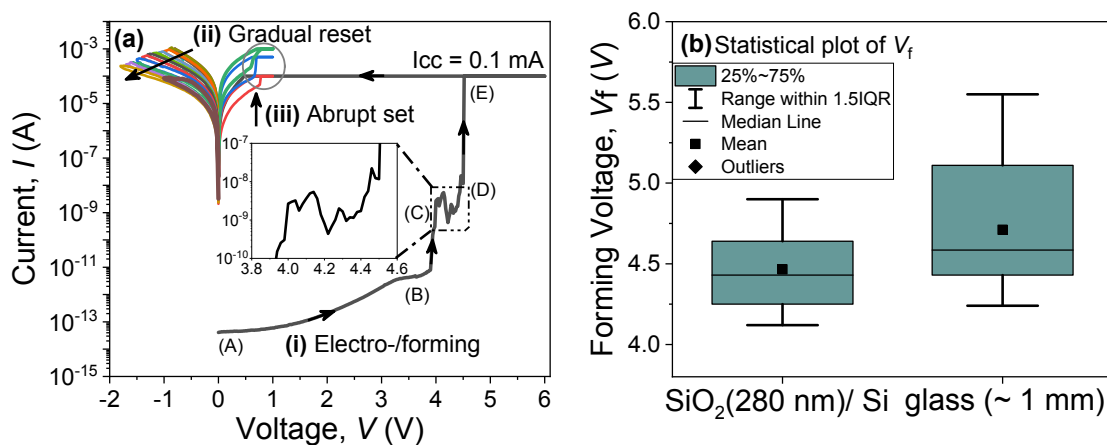 (a)
(ii) Gradual reset
Icc = 0.1 mA
(iii) Abrupt set
(i) Electro-/forming
(A)
(B)
(C)
(D)
(E)
10⁻³
10⁻⁵
10⁻⁷
10⁻⁹
10⁻¹¹
10⁻¹³
10⁻¹⁵
Current, I (A)
-2 -1 0 1 2 3 4 5 6
Voltage, V (V)
10⁻⁷
10⁻⁸
10⁻⁹
10⁻¹⁰
3.8 4.0 4.2 4.4 4.6
(b) Statistical plot of Vf
25%~75%
Range within 1.5IQR
Median Line
Mean
Outliers
6.0
5.5
5.0
4.5
4.0
Forming Voltage, Vf (V)
SiO₂(280 nm)/ Si glass (~ 1 mm)